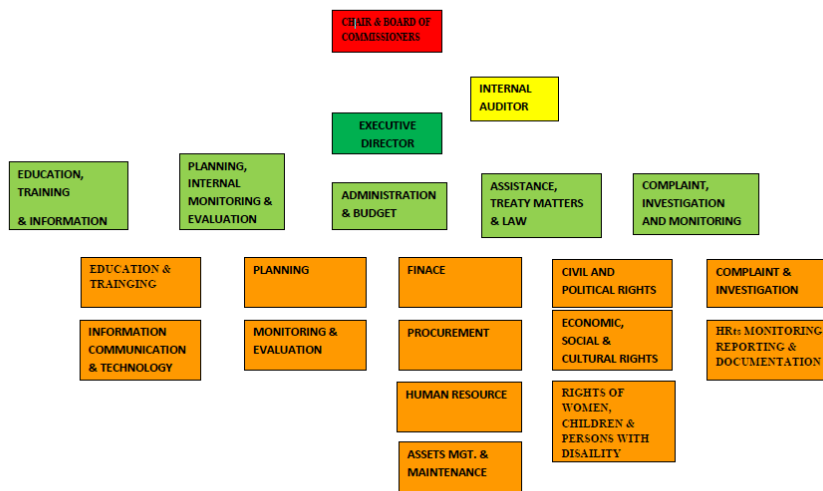 CHAIR & BOARD OF
COMMISSIONERS
INTERNAL
AUDITOR
EXECUTIVE
DIRECTOR
EDUCATION,
TRAINING
& INFORMATION
PLANNING,
INTERNAL
MONITORING &
EVALUATION
ADMINISTRATION
& BUDGET
ASSISTANCE,
TREATY MATTERS
& LAW
COMPLAINT,
INVESTIGATION
AND MONITORING
EDUCATION &
TRAINGING
PLANNING
FINACE
CIVIL AND
POLITICAL RIGHTS
COMPLAINT &
INVESTIGATION
INFORMATION
COMMUNICATION
& TECHNOLOGY
MONITORING &
EVALUATION
PROCUREMENT
ECONOMIC,
SOCIAL &
CULTURAL RIGHTS
HRts MONITORING,
REPORTING &
DOCUMENTATION
HUMAN RESOURCE
RIGHTS OF
WOMEN,
CHILDREN &
PERSONS WITH
DISAILITY
ASSETS MGT. &
MAINTENANCE